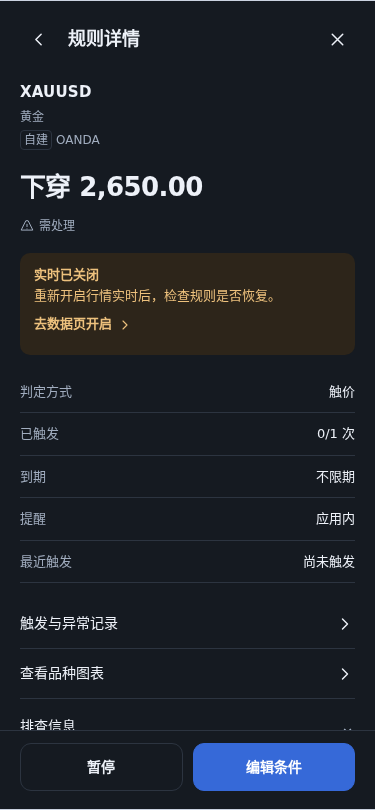 规则详情
XAUUSD
黄金
自建 OANDA
下穿 2,650.00
需处理
实时已关闭
重新开启行情实时后，检查规则是否恢复。
去数据页开启
判定方式 触价
已触发 0/1 次
到期 不限期
提醒 应用内
最近触发 尚未触发
触发与异常记录
查看品种图表
排查信息
暂停 编辑条件